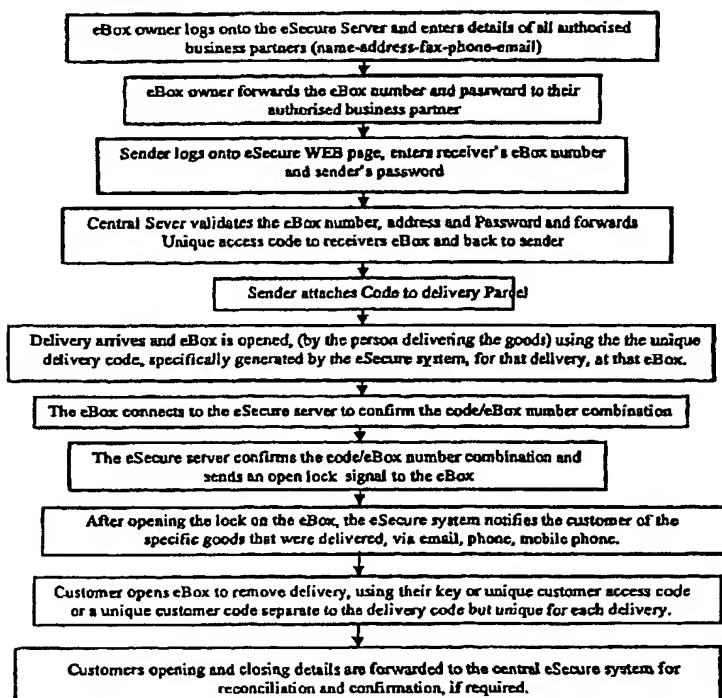 eBox owner logs onto the eSecure Server and enters details of all authorised
business partners (name-address-fax-phone-email)
eBox owner forwards the eBox number and password to their
authorised business partner
Sender logs onto eSecure WEB page, enters receiver's eBox number
and sender's password
Central Sever validates the eBox number, address and Password and forwards
Unique access code to receivers eBox and back to sender
Sender attaches Code to delivery Parcel
Delivery arrives and eBox is opened, (by the person delivering the goods) using the the unique
delivery code, specifically generated by the eSecure system, for that delivery, at that eBox.
The eBox connects to the eSecure server to confirm the code/eBox number combination
The eSecure server confirms the code/eBox number combination and
sends an open lock signal to the eBox
After opening the lock on the eBox, the eSecure system notifies the customer of the
specific goods that were delivered, via email, phone, mobile phone.
Customer opens eBox to remove delivery, using their key or unique customer access code
or a unique customer code separate to the delivery code but unique for each delivery.
Customers opening and closing details are forwarded to the central eSecure system for
reconciliation and confirmation, if required.